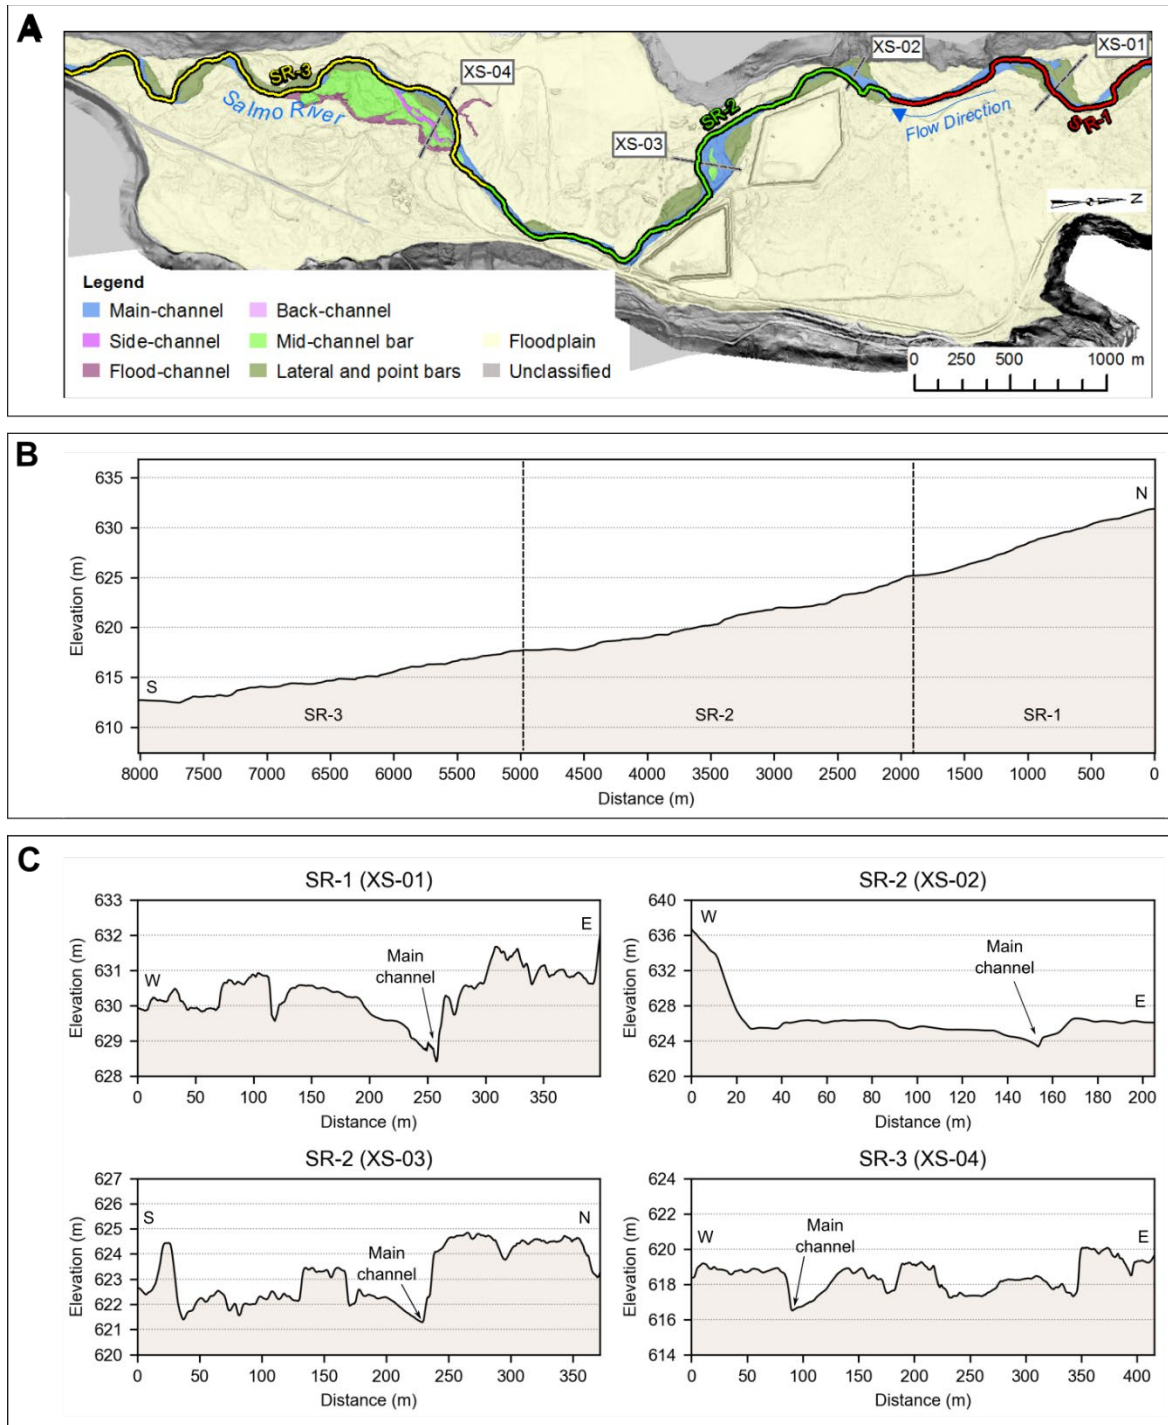 A
XS-01
XS-02
SR-3
XS-04
SR-2
Salmo River
SR-1
Flow Direction
XS-03
N
Legend
Main-channel
Back-channel
Side-channel
Mid-channel bar
Floodplain
Flood-channel
Lateral and point bars
Unclassified
0 250 500 1000 m
B
635
630
625
620
615
610
Elevation (m)
N
S
SR-3
SR-2
SR-1
8000 7500 7000 6500 6000 5500 5000 4500 4000 3500 3000 2500 2000 1500 1000 500 0
Distance (m)
C
SR-1 (XS-01)
633
632
631
630
629
628
Elevation (m)
E
W
Main
channel
0 50 100 150 200 250 300 350
Distance (m)
SR-2 (XS-02)
640
636
632
628
624
620
Elevation (m)
W
Main
channel
E
0 20 40 60 80 100 120 140 160 180 200
Distance (m)
SR-2 (XS-03)
627
626
625
624
623
622
621
620
Elevation (m)
S
N
Main
channel
0 50 100 150 200 250 300 350
Distance (m)
SR-3 (XS-04)
624
622
620
618
616
614
Elevation (m)
W
Main
channel
E
0 50 100 150 200 250 300 350 400
Distance (m)